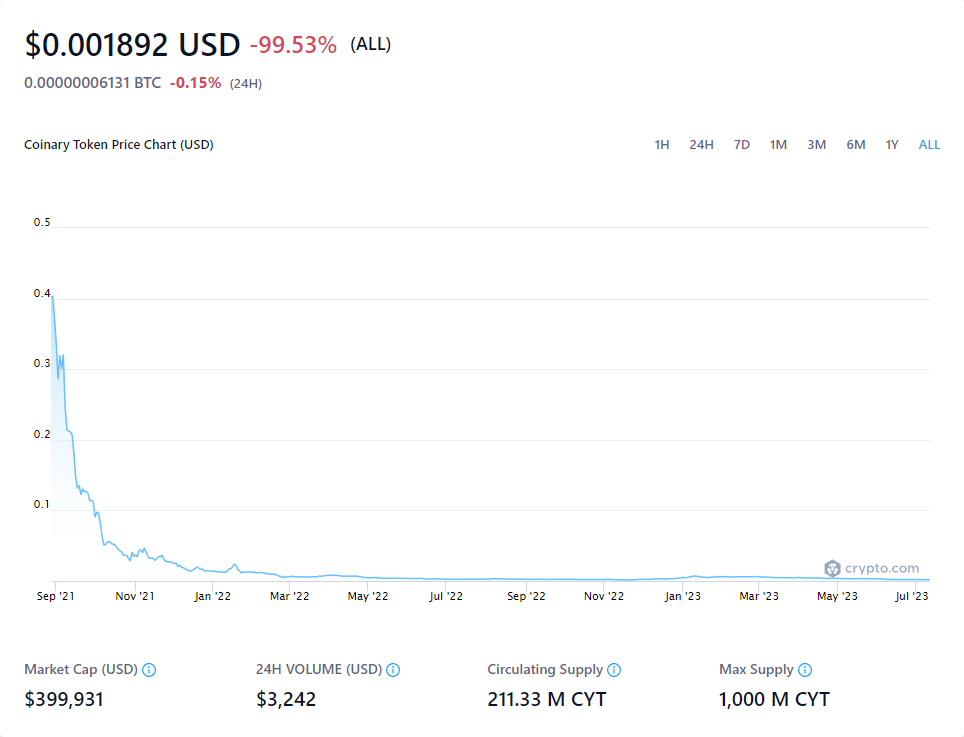 $0.001892 USD -99.53% (ALL)
0.00000006131 BTC -0.15% (24H)
Coinary Token Price Chart (USD) 1H 24H 7D 1M 3M 6M 1Y ALL
0.5
0.4
0.3
0.2
0.1
crypto.com
Sep '21 Nov '21 Jan '22 Mar '22 May '22 Jul '22 Sep '22 Nov '22 Jan '23 Mar '23 May '23 Jul '23
Market Cap (USD) 24H VOLUME (USD) Circulating Supply Max Supply
$399,931 $3,242 211.33 M CYT 1,000 M CYT